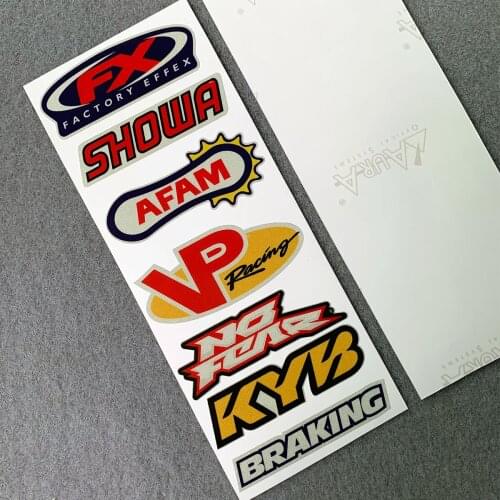 FX
FACTORY EFFEX
SHOWA
AFAM
VP
Racing
NO
FEAR
KYB
BRAKING